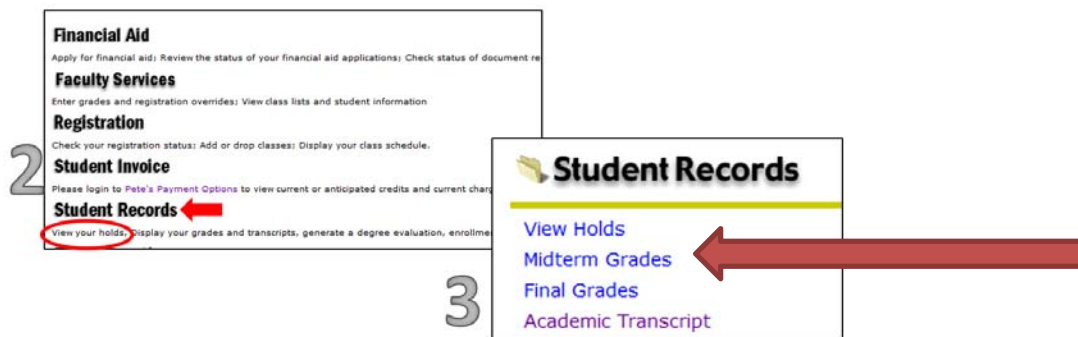 Financial Aid
Apply for financial aid; Review the status of your financial aid applications; Check status of document re
Faculty Services
Enter grades and registration overrides; View class lists and student information
Registration
Check your registration status; Add or drop classes; Display your class schedule.
2
Student Invoice
Please login to Pete's Payment Options to view current or anticipated credits and current charg
Student Records
View your holds, Display your grades and transcripts, generate a degree evaluation, enrollme
3
Student Records
View Holds
Midterm Grades
Final Grades
Academic Transcript